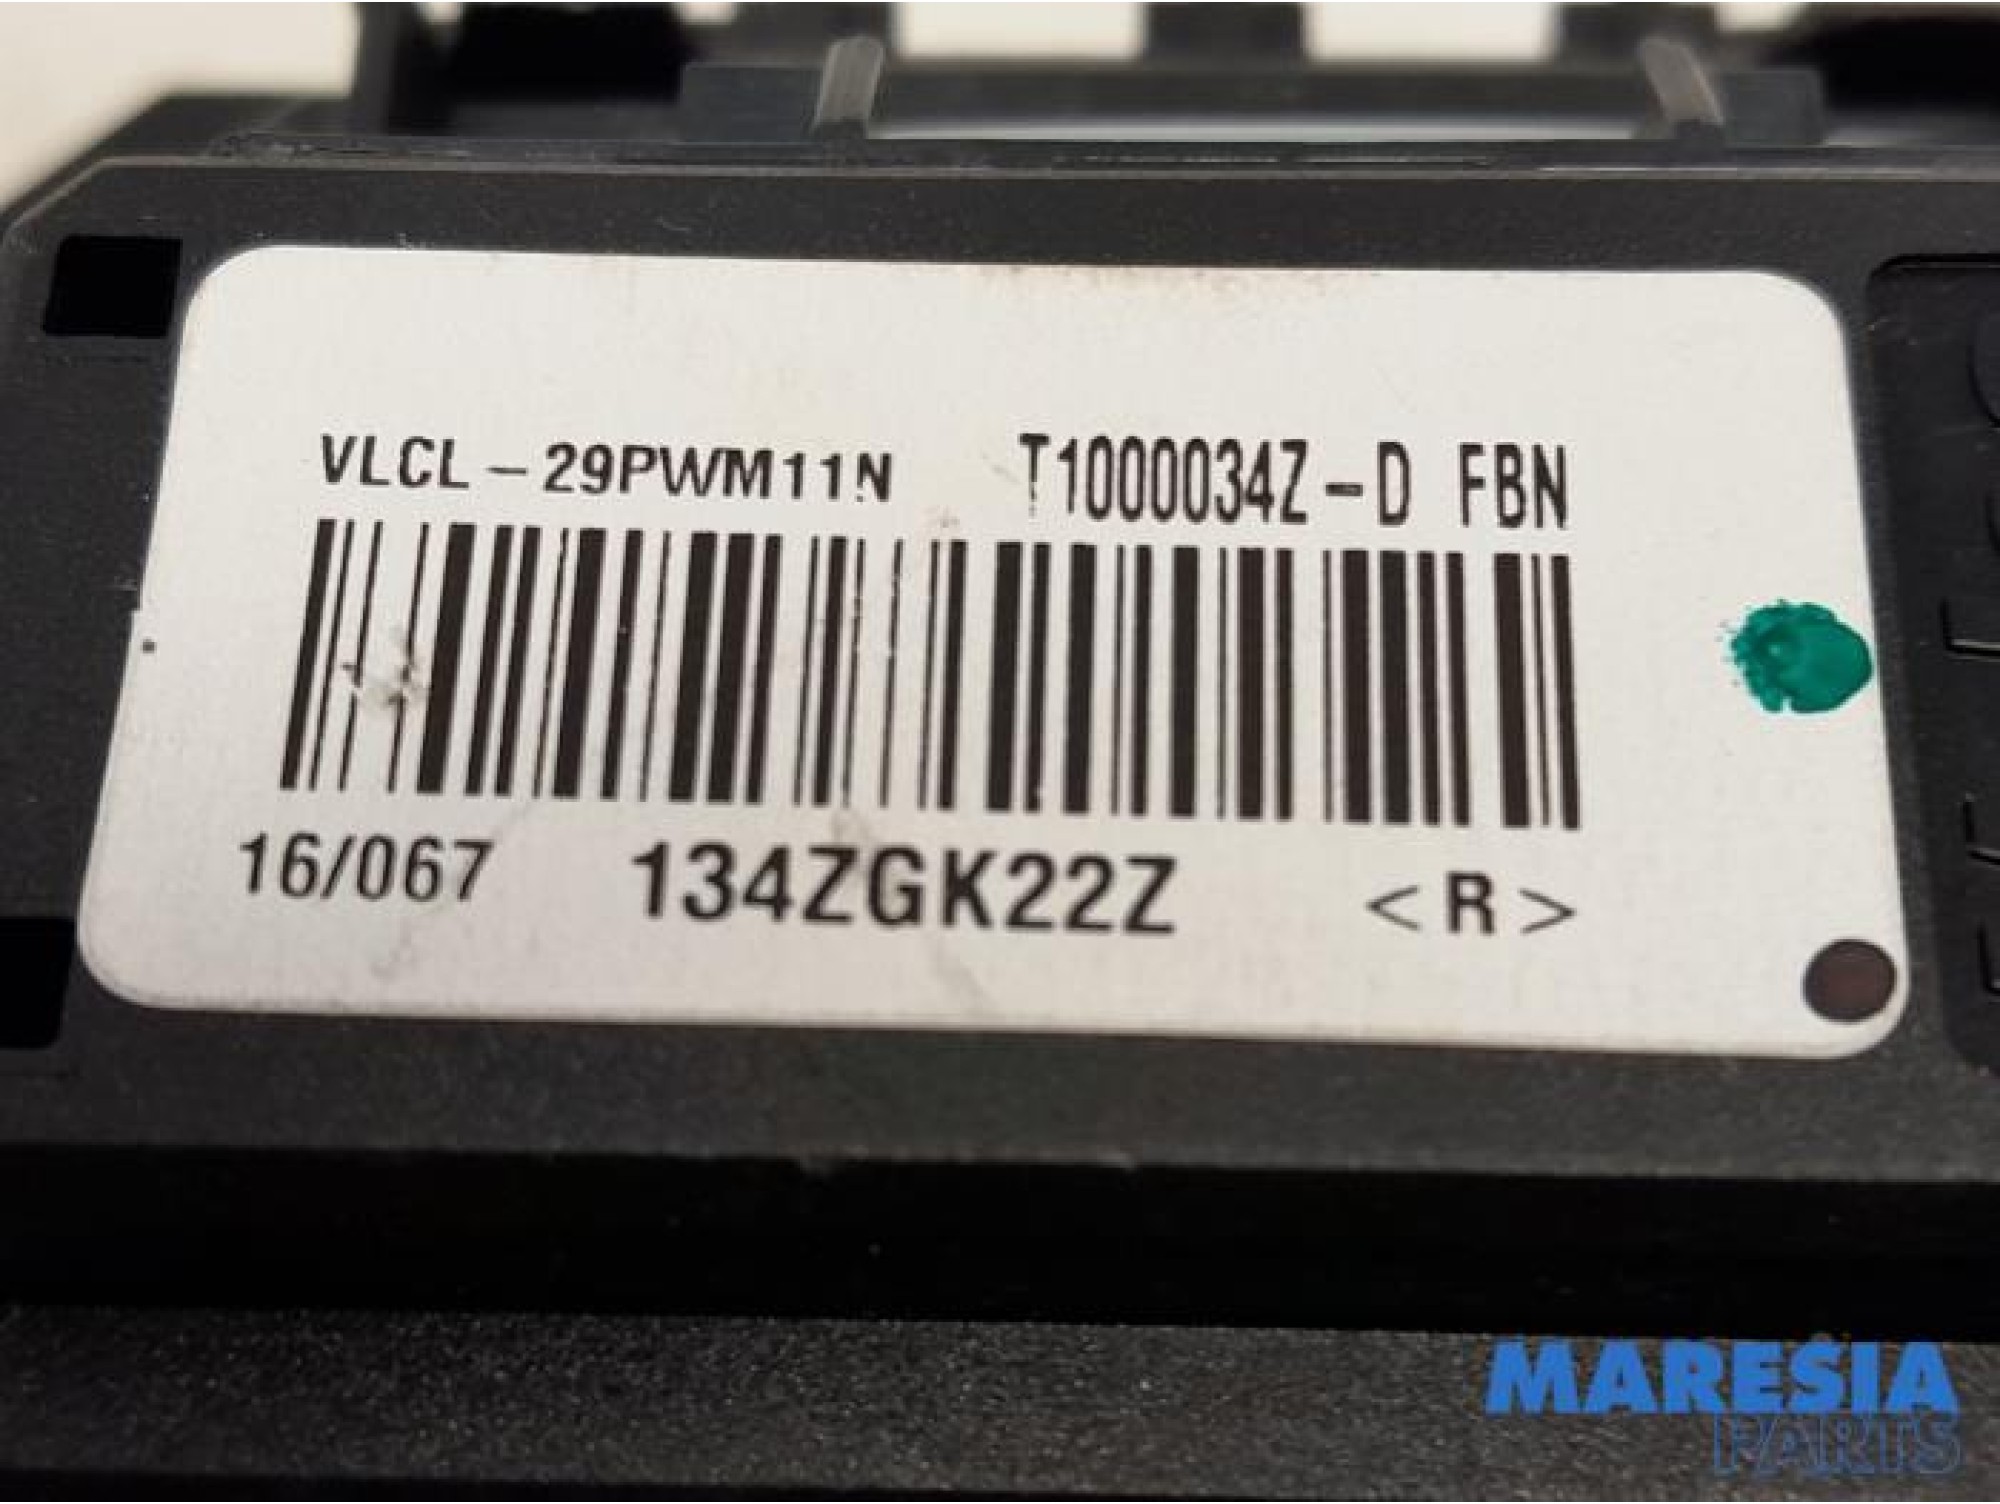 VLCL-29PWM11N T1000034Z-D FBN
16/067 134ZGK22Z <R>
MARESIA
PARTS